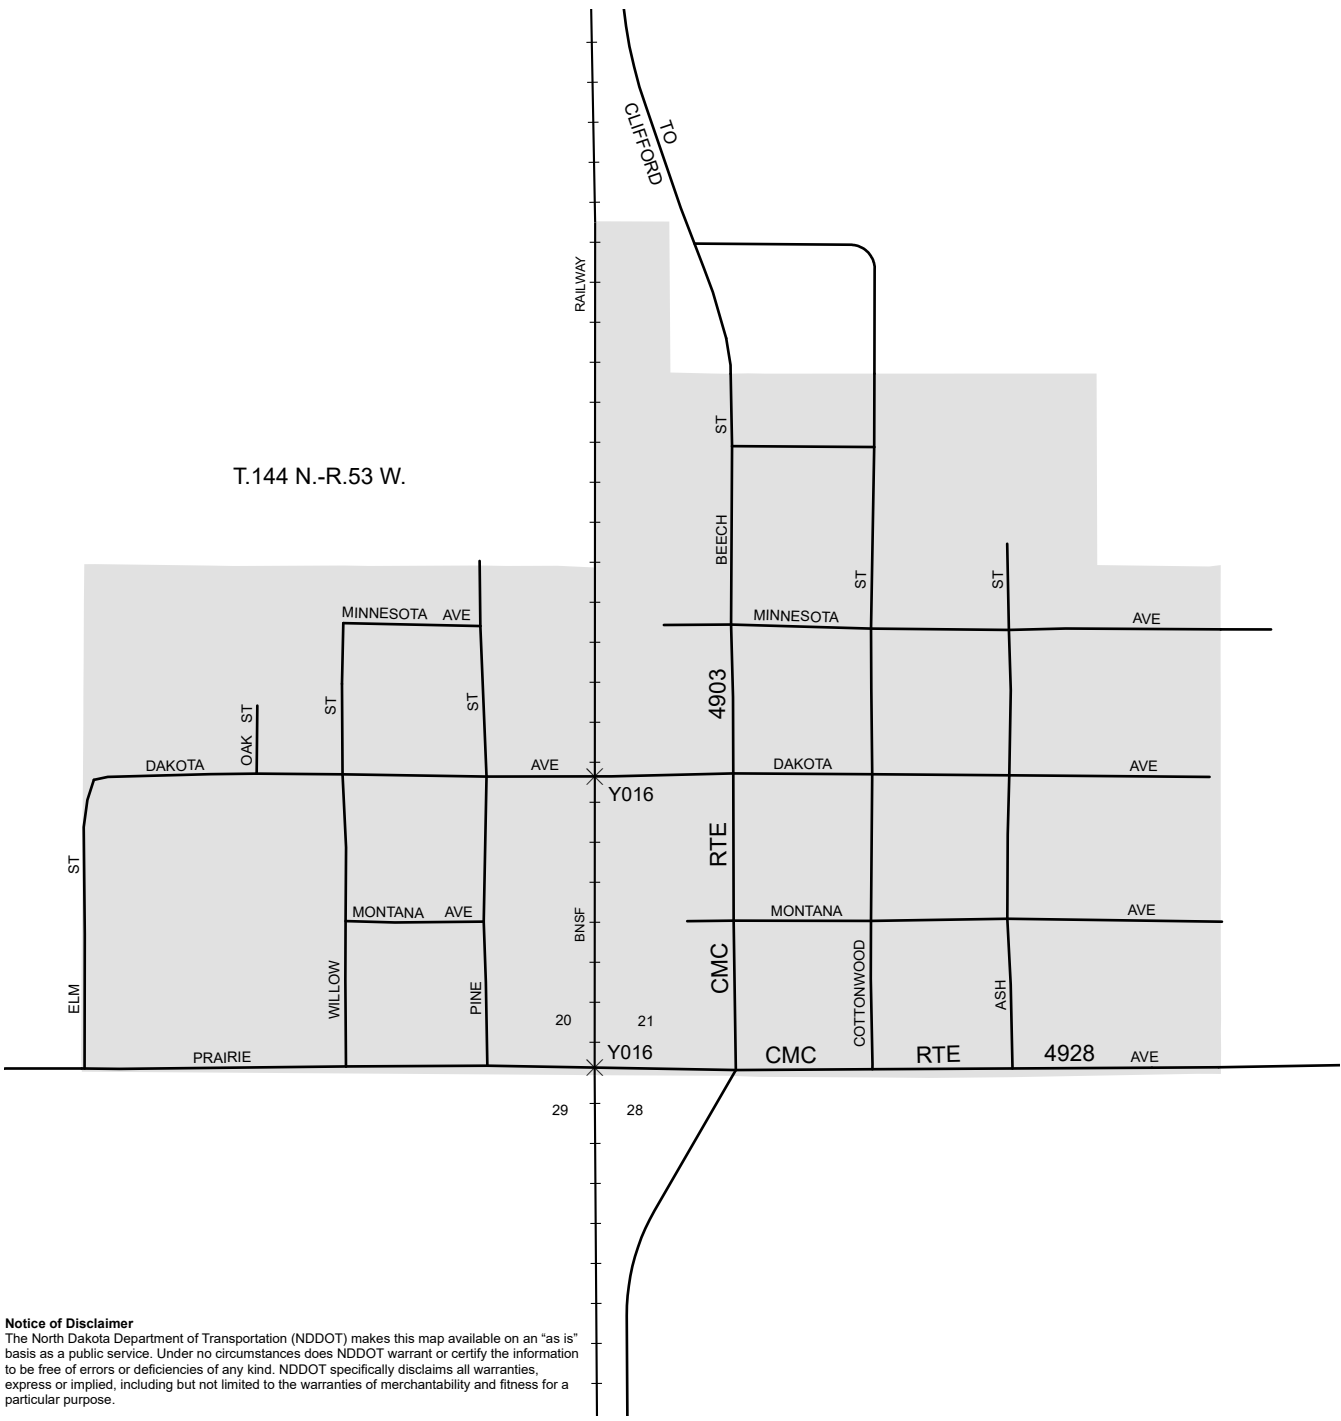 TO
CLIFFORD
RAILWAY
ST
T.144 N.-R.53 W.
BEECH
ST
ST
MINNESOTA AVE
MINNESOTA
AVE
4903
ST
ST
OAK ST
DAKOTA
AVE
DAKOTA
AVE
Y016
RTE
ST
MONTANA AVE
BNSF
MONTANA
AVE
CMC
COTTONWOOD
ELM
WILLOW
PINE
ASH
20
21
PRAIRIE
Y016
CMC
RTE
4928
AVE
29
28
Notice of Disclaimer
The North Dakota Department of Transportation (NDDOT) makes this map available on an “as is”
basis as a public service. Under no circumstances does NDDOT warrant or certify the information
to be free of errors or deficiencies of any kind. NDDOT specifically disclaims all warranties,
express or implied, including but not limited to the warranties of merchantability and fitness for a
particular purpose.